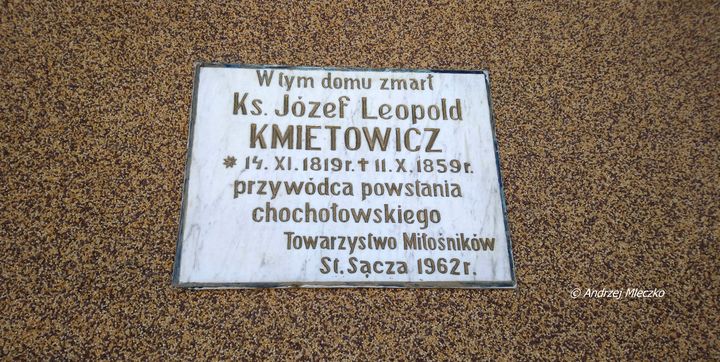 W tym domu zmarł
Ks. Józef Leopold
KMIETOWICZ
* 14. XI. 1819 r. † 11. X. 1859 r.
przywódca powstania
chochołowskiego
Towarzystwo Miłośników
St. Sącza 1962 r.
© Andrzej Mleczko